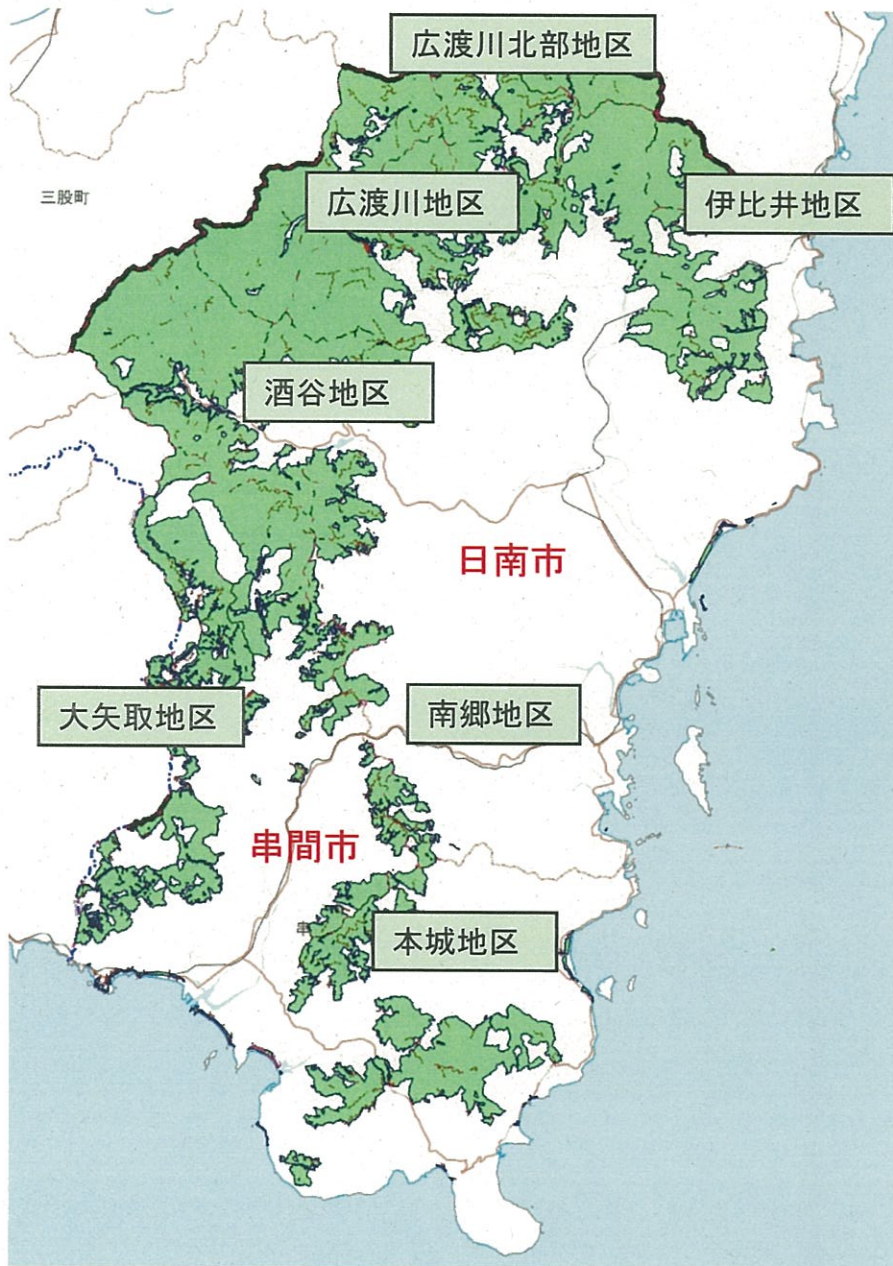 広渡川北部地区
三股町
広渡川地区
伊比井地区
酒谷地区
日南市
大矢取地区
南郷地区
串間市
串
本城地区